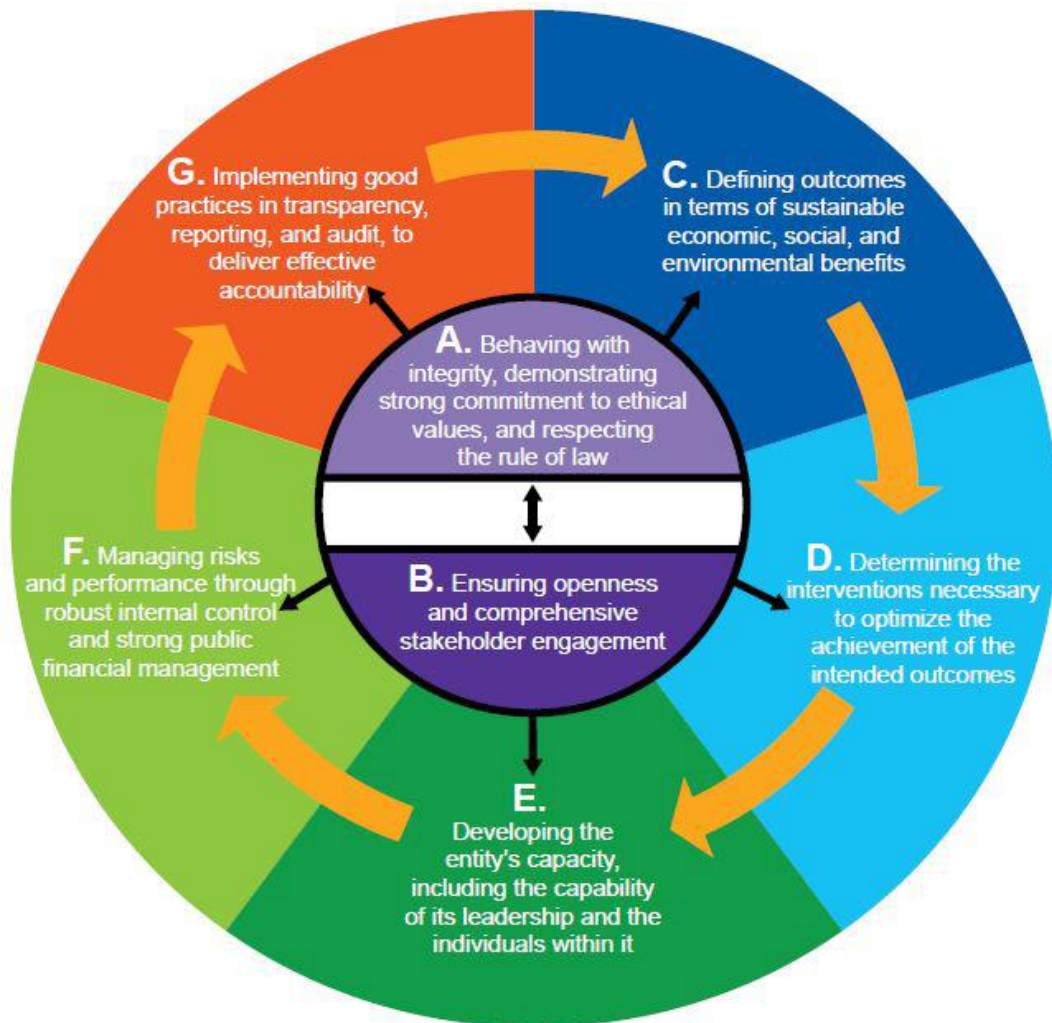 A. Behaving with
integrity, demonstrating
strong commitment to ethical
values, and respecting
the rule of law
B. Ensuring openness
and comprehensive
stakeholder engagement
C. Defining outcomes
in terms of sustainable
economic, social, and
environmental benefits
D. Determining the
interventions necessary
to optimize the
achievement of the
intended outcomes
E.
Developing the
entity's capacity,
including the capability
of its leadership and the
individuals within it
F. Managing risks
and performance through
robust internal control
and strong public
financial management
G. Implementing good
practices in transparency,
reporting, and audit, to
deliver effective
accountability